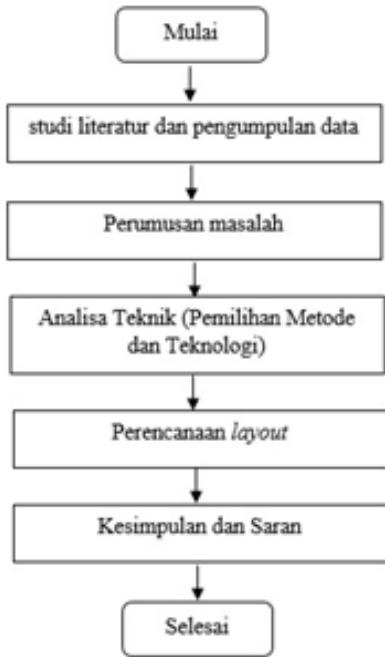 Mulai
studi literatur dan pengumpulan data
Perumusan masalah
Analisa Teknik (Pemilihan Metode
dan Teknologi)
Perencanaan layout
Kesimpulan dan Saran
Selesai